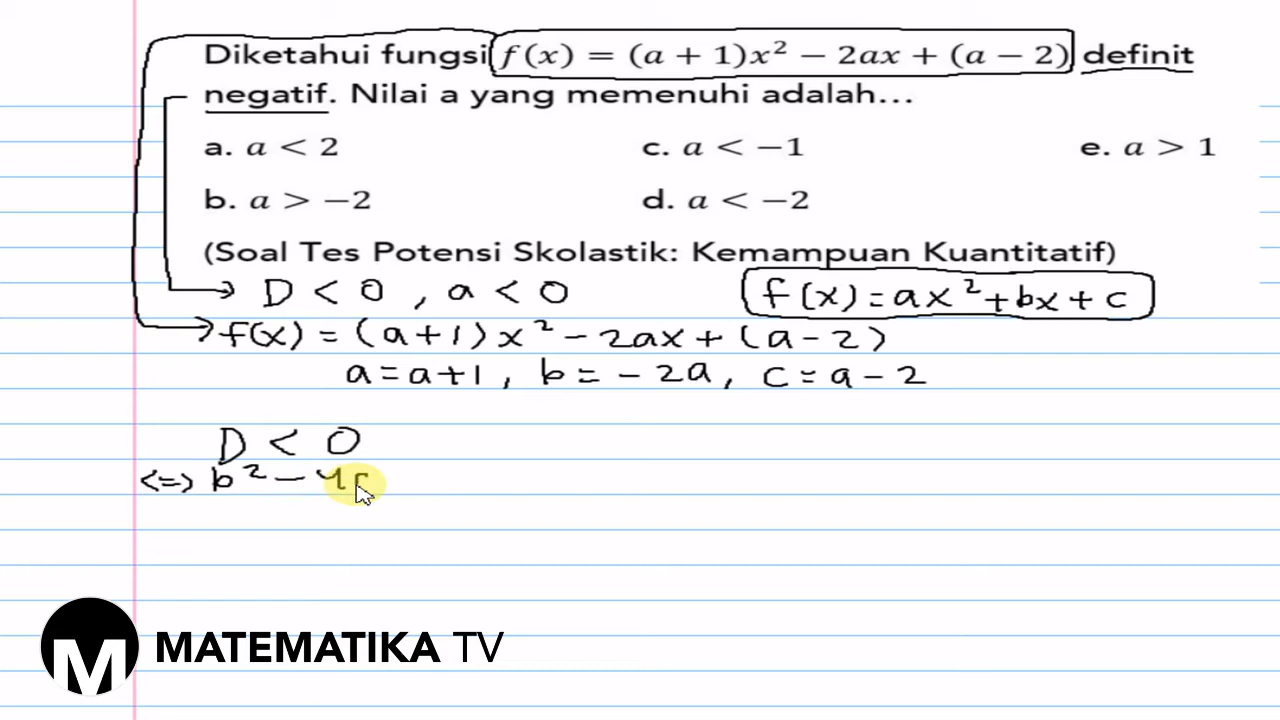 Diketahui fungsi f(x) = (a + 1)x² − 2ax + (a − 2) definit
negatif. Nilai a yang memenuhi adalah...
a. a < 2 c. a < −1 e. a > 1
b. a > −2 d. a < −2
(Soal Tes Potensi Skolastik: Kemampuan Kuantitatif)
D < 0 , a < 0 f(x) = ax² + bx + c
f(x) = (a+1)x² − 2ax + (a − 2)
a = a+1 , b = − 2a, c = a − 2
D < 0
<=> b² − 4
M MATEMATIKA TV